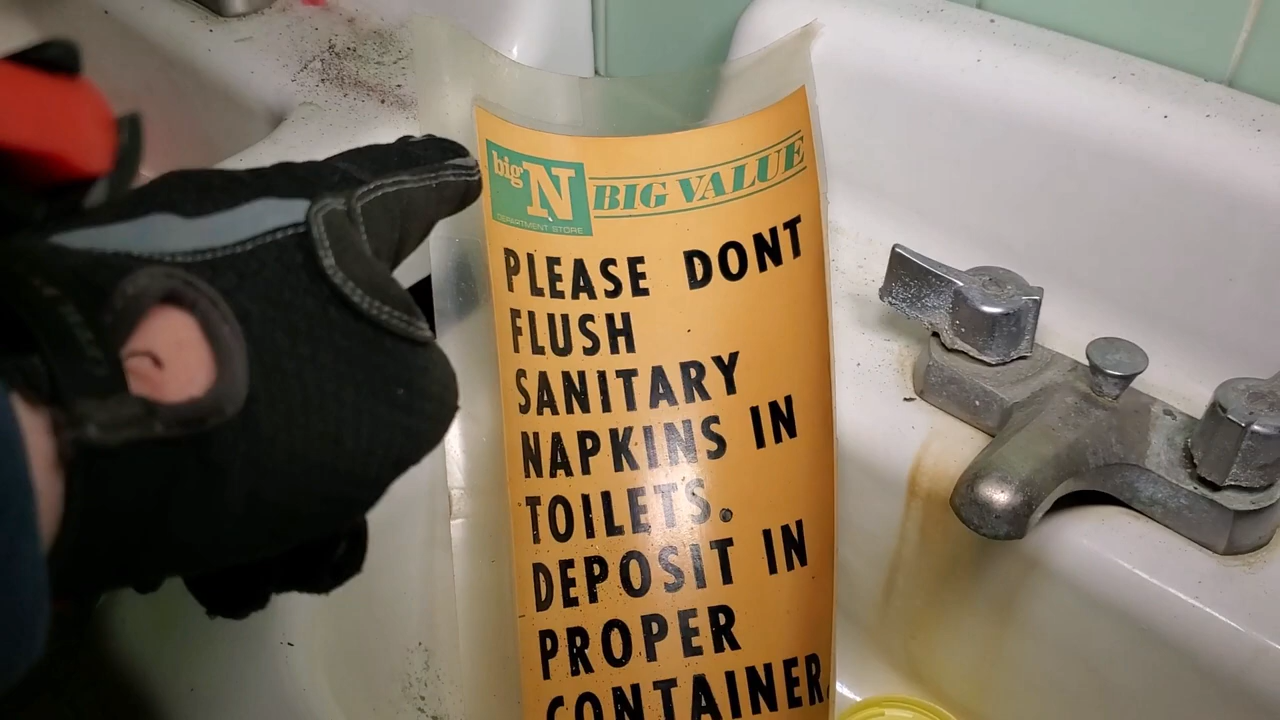 big N
DEPARTMENT STORE
BIG VALUE
PLEASE DONT
FLUSH
SANITARY
NAPKINS IN
TOILETS.
DEPOSIT IN
PROPER
CONTAINER.